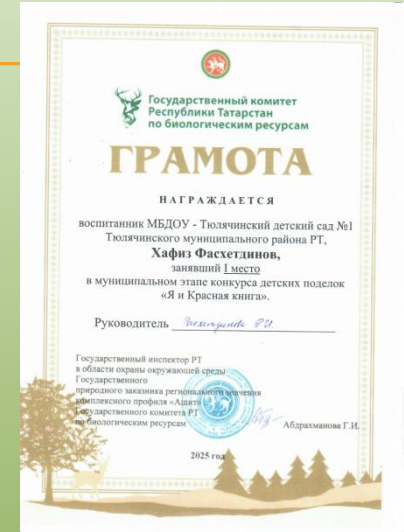 Государственный комитет
Республики Татарстан
по биологическим ресурсам
ГРАМОТА
НАГРАЖДАЕТСЯ
воспитанник МБДОУ - Тюлячинский детский сад №1
Тюлячинского муниципального района РТ,
Хафиз Фасхетдинов,
занявший I место
в муниципальном этапе конкурса детских поделок
«Я и Красная книга».
Руководитель Фасхетдинова Р.И.
Государственный инспектор РТ
в области охраны окружающей среды
Государственного
природного заказника регионального значения
комплексного профиля «Ашит»
Государственного комитета РТ
по биологическим ресурсам Абдрахманова Г.И.
2025 год